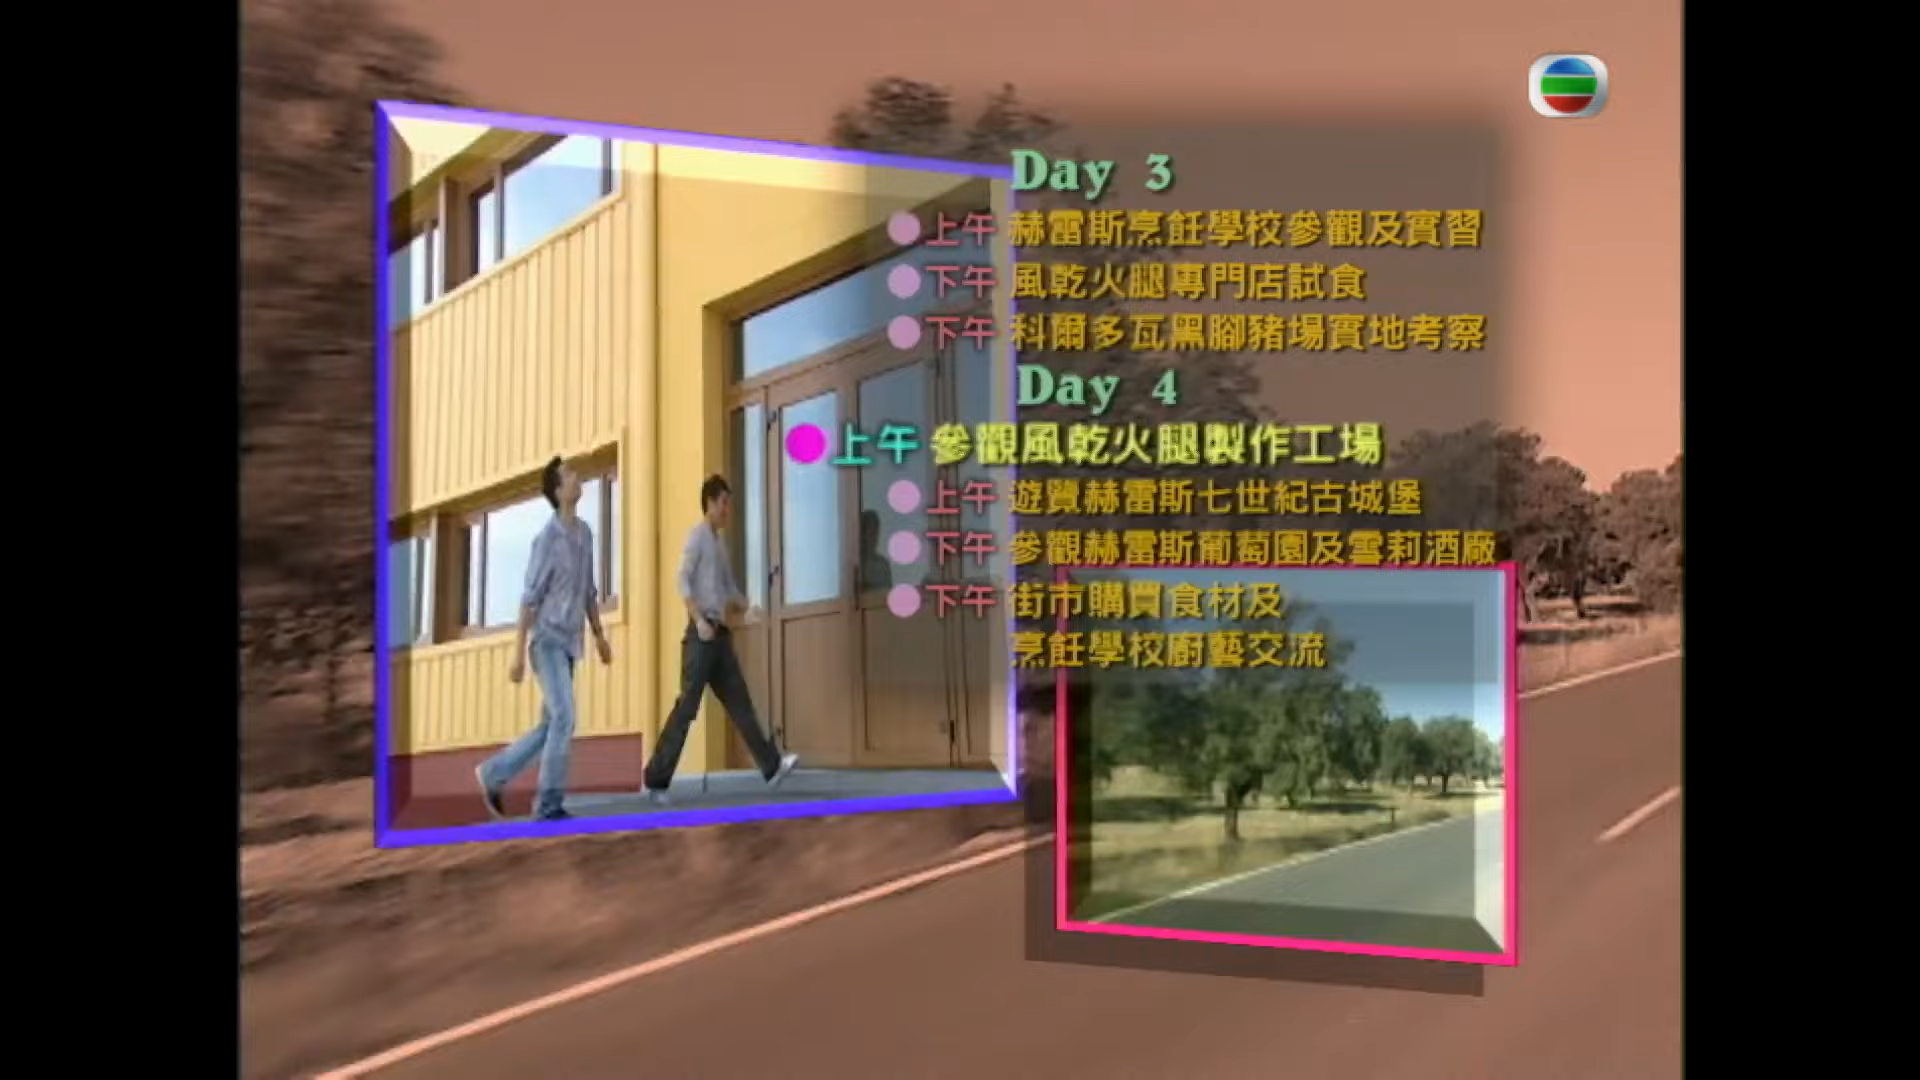 Day 3
上午 赫雷斯烹飪學校參觀及實習
下午 風乾火腿專門店試食
下午 科爾多瓦黑腳豬場實地考察
Day 4
上午 參觀風乾火腿製作工場
上午 遊覽赫雷斯七世紀古城堡
下午 參觀赫雷斯葡萄園及雪莉酒廠
下午 街市購買食材及
烹飪學校廚藝交流